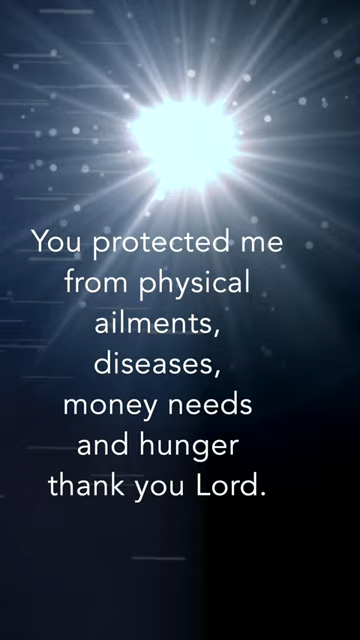 You protected me
from physical
ailments,
diseases,
money needs
and hunger
thank you Lord.